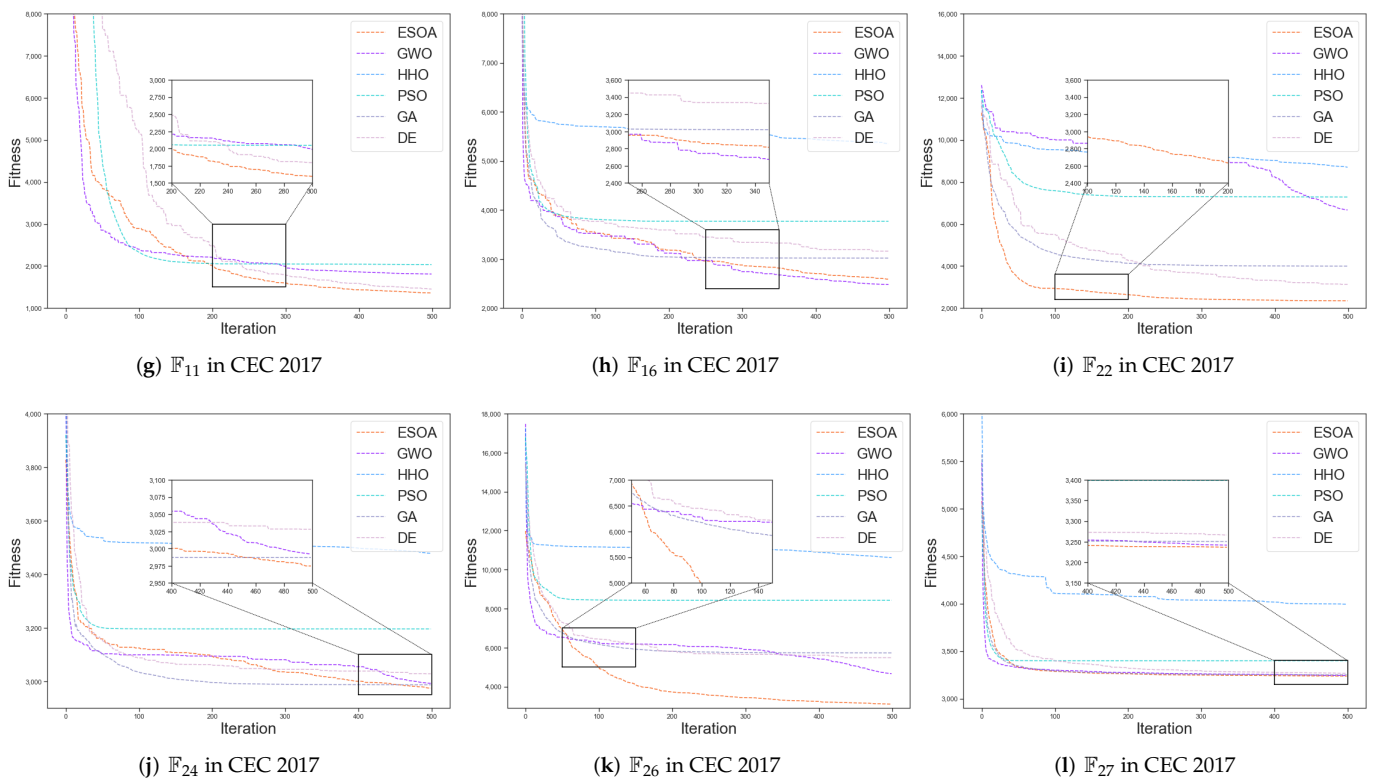 8,000
7,000
6,000
5,000
4,000
3,000
2,000
1,000
Fitness
ESOA
GWO
HHO
PSO
GA
DE
3,000
2,750
2,500
2,250
2,000
1,750
1,500
200 220 240 260 280 300
0 100 200 300 400 500
Iteration
(g) 𝔽11 in CEC 2017
8,000
7,000
6,000
5,000
4,000
3,000
2,000
Fitness
ESOA
GWO
HHO
PSO
GA
DE
3,600
3,400
3,200
3,000
2,800
2,600
2,400
260 280 300 320 340
0 100 200 300 400 500
Iteration
(h) 𝔽16 in CEC 2017
16,000
14,000
12,000
10,000
8,000
6,000
4,000
2,000
Fitness
ESOA
GWO
HHO
PSO
GA
DE
3,600
3,400
3,200
3,000
2,800
2,600
2,400
100 120 140 160 180 200
0 100 200 300 400 500
Iteration
(i) 𝔽22 in CEC 2017
4,000
3,800
3,600
3,400
3,200
3,000
Fitness
ESOA
GWO
HHO
PSO
GA
DE
3,100
3,075
3,050
3,025
3,000
2,975
2,950
400 420 440 460 480 500
0 100 200 300 400 500
Iteration
(j) 𝔽24 in CEC 2017
18,000
16,000
14,000
12,000
10,000
8,000
6,000
4,000
Fitness
ESOA
GWO
HHO
PSO
GA
DE
7,000
6,500
6,000
5,500
5,000
60 80 100 120 140
0 100 200 300 400 500
Iteration
(k) 𝔽26 in CEC 2017
6,000
5,500
5,000
4,500
4,000
3,500
3,000
Fitness
ESOA
GWO
HHO
PSO
GA
DE
3,400
3,350
3,300
3,250
3,200
3,150
400 420 440 460 480 500
0 100 200 300 400 500
Iteration
(l) 𝔽27 in CEC 2017